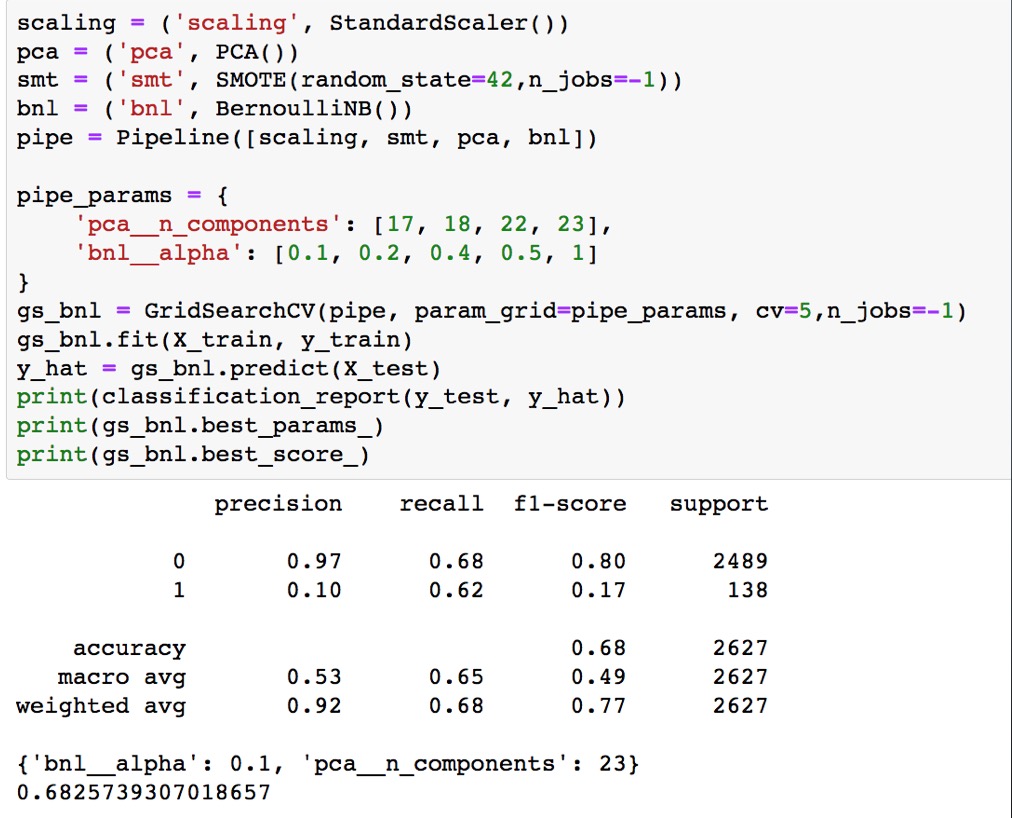 scaling = ('scaling', StandardScaler())
pca = ('pca', PCA())
smt = ('smt', SMOTE(random_state=42,n_jobs=-1))
bnl = ('bnl', BernoulliNB())
pipe = Pipeline([scaling, smt, pca, bnl])

pipe_params = {
    'pca__n_components': [17, 18, 22, 23],
    'bnl__alpha': [0.1, 0.2, 0.4, 0.5, 1]
}
gs_bnl = GridSearchCV(pipe, param_grid=pipe_params, cv=5,n_jobs=-1)
gs_bnl.fit(X_train, y_train)
y_hat = gs_bnl.predict(X_test)
print(classification_report(y_test, y_hat))
print(gs_bnl.best_params_)
print(gs_bnl.best_score_)
              precision    recall  f1-score   support

           0       0.97      0.68      0.80      2489
           1       0.10      0.62      0.17       138

    accuracy                           0.68      2627
   macro avg       0.53      0.65      0.49      2627
weighted avg       0.92      0.68      0.77      2627

{'bnl__alpha': 0.1, 'pca__n_components': 23}
0.6825739307018657